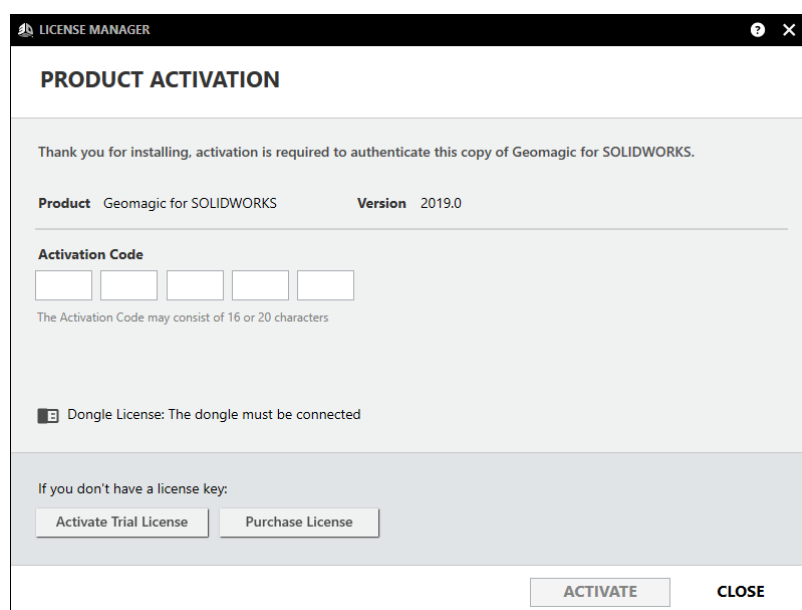 LICENSE MANAGER
PRODUCT ACTIVATION
Thank you for installing, activation is required to authenticate this copy of Geomagic for SOLIDWORKS.
Product Geomagic for SOLIDWORKS Version 2019.0
Activation Code
The Activation Code may consist of 16 or 20 characters
Dongle License: The dongle must be connected
If you don't have a license key:
Activate Trial License Purchase License
ACTIVATE CLOSE